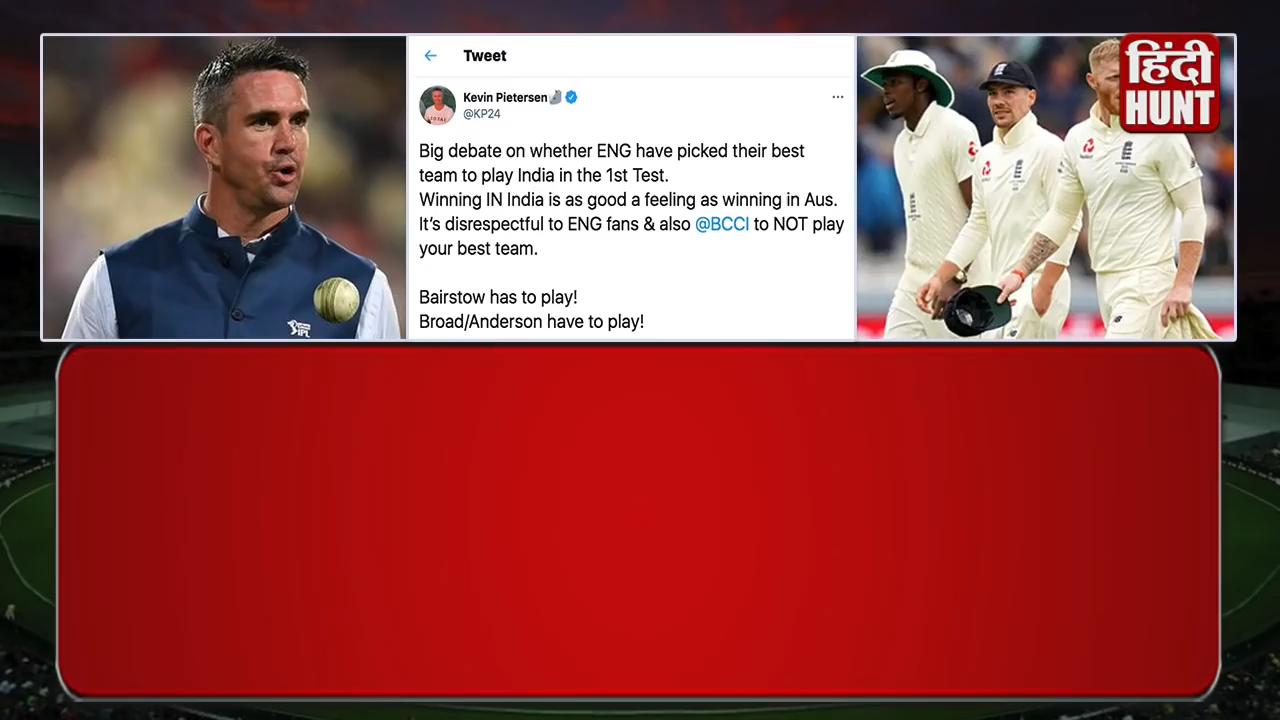 Tweet
हिंदी
HUNT
Kevin Pietersen
@KP24
Big debate on whether ENG have picked their best
team to play India in the 1st Test.
Winning IN India is as good a feeling as winning in Aus.
It's disrespectful to ENG fans & also @BCCI to NOT play
your best team.
Bairstow has to play!
Broad/Anderson have to play!
IPL